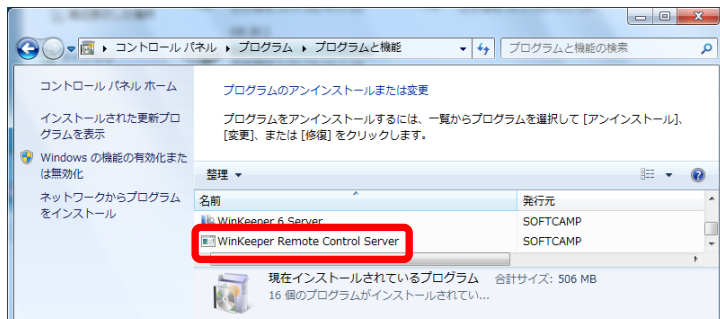 コントロール パネル ▸ プログラム ▸ プログラムと機能
プログラムと機能の検索
コントロール パネル ホーム
インストールされた更新プロ
グラムを表示
Windows の機能の有効化また
は無効化
ネットワークからプログラム
をインストール
プログラムのアンインストールまたは変更
プログラムをアンインストールするには、一覧からプログラムを選択して [アンインストール]、
[変更]、または [修復] をクリックします。
整理
名前 発行元
WinKeeper 6 Server SOFTCAMP
WinKeeper Remote Control Server SOFTCAMP
現在インストールされているプログラム 合計サイズ: 506 MB
16 個のプログラムがインストールされてい...